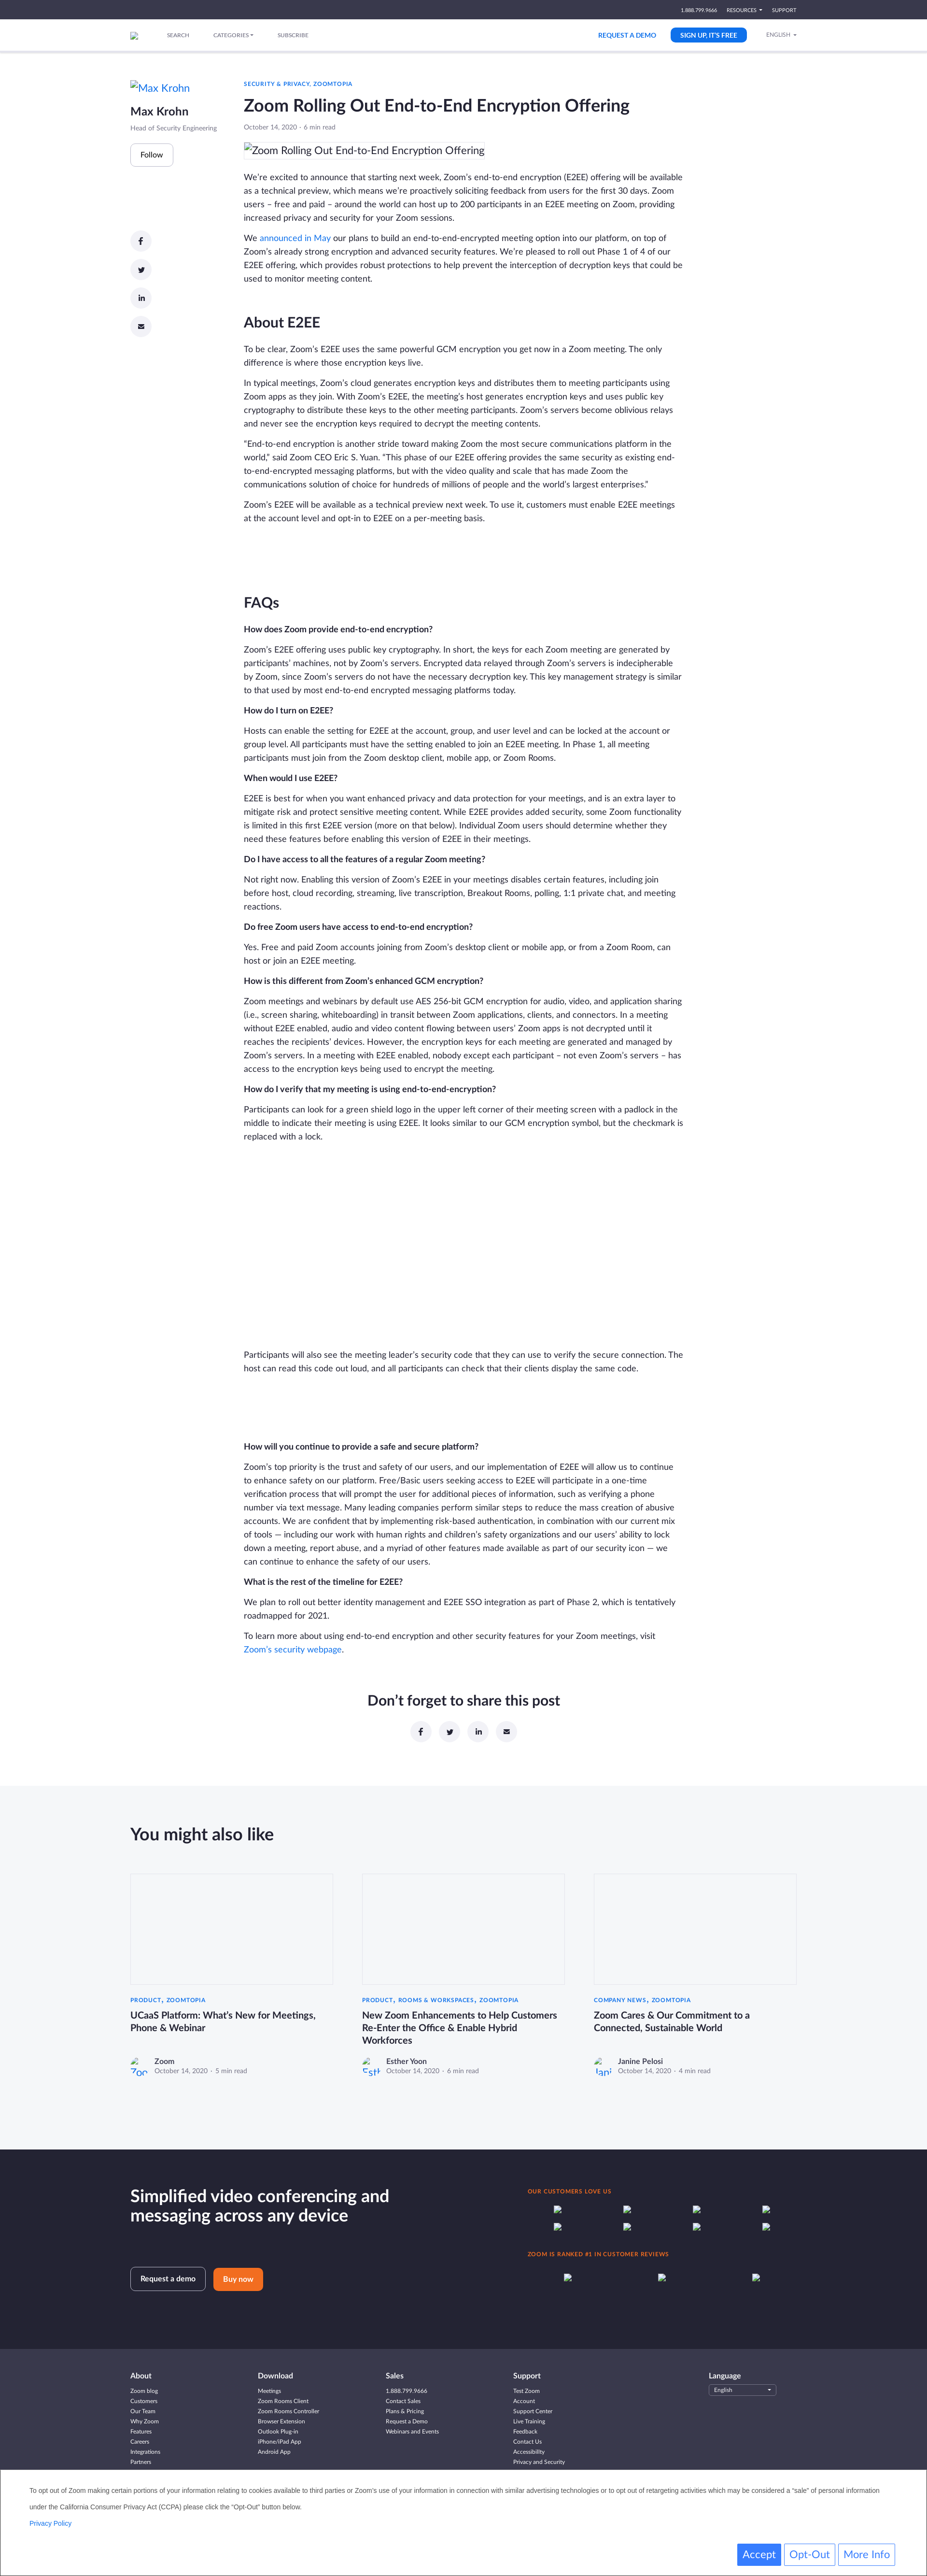 1.888.799.9666 RESOURCES SUPPORT
SEARCH CATEGORIES SUBSCRIBE REQUEST A DEMO SIGN UP, IT'S FREE ENGLISH
Max Krohn
Max Krohn
Head of Security Engineering
Follow
SECURITY & PRIVACY, ZOOMTOPIA
Zoom Rolling Out End-to-End Encryption Offering
October 14, 2020 · 6 min read
Zoom Rolling Out End-to-End Encryption Offering
We’re excited to announce that starting next week, Zoom’s end-to-end encryption (E2EE) offering will be available
as a technical preview, which means we’re proactively soliciting feedback from users for the first 30 days. Zoom
users – free and paid – around the world can host up to 200 participants in an E2EE meeting on Zoom, providing
increased privacy and security for your Zoom sessions.
We announced in May our plans to build an end-to-end-encrypted meeting option into our platform, on top of
Zoom’s already strong encryption and advanced security features. We’re pleased to roll out Phase 1 of 4 of our
E2EE offering, which provides robust protections to help prevent the interception of decryption keys that could be
used to monitor meeting content.
About E2EE
To be clear, Zoom’s E2EE uses the same powerful GCM encryption you get now in a Zoom meeting. The only
difference is where those encryption keys live.
In typical meetings, Zoom’s cloud generates encryption keys and distributes them to meeting participants using
Zoom apps as they join. With Zoom’s E2EE, the meeting’s host generates encryption keys and uses public key
cryptography to distribute these keys to the other meeting participants. Zoom’s servers become oblivious relays
and never see the encryption keys required to decrypt the meeting contents.
“End-to-end encryption is another stride toward making Zoom the most secure communications platform in the
world,” said Zoom CEO Eric S. Yuan. “This phase of our E2EE offering provides the same security as existing end-
to-end-encrypted messaging platforms, but with the video quality and scale that has made Zoom the
communications solution of choice for hundreds of millions of people and the world’s largest enterprises.”
Zoom’s E2EE will be available as a technical preview next week. To use it, customers must enable E2EE meetings
at the account level and opt-in to E2EE on a per-meeting basis.
FAQs
How does Zoom provide end-to-end encryption?
Zoom’s E2EE offering uses public key cryptography. In short, the keys for each Zoom meeting are generated by
participants’ machines, not by Zoom’s servers. Encrypted data relayed through Zoom’s servers is indecipherable
by Zoom, since Zoom’s servers do not have the necessary decryption key. This key management strategy is similar
to that used by most end-to-end encrypted messaging platforms today.
How do I turn on E2EE?
Hosts can enable the setting for E2EE at the account, group, and user level and can be locked at the account or
group level. All participants must have the setting enabled to join an E2EE meeting. In Phase 1, all meeting
participants must join from the Zoom desktop client, mobile app, or Zoom Rooms.
When would I use E2EE?
E2EE is best for when you want enhanced privacy and data protection for your meetings, and is an extra layer to
mitigate risk and protect sensitive meeting content. While E2EE provides added security, some Zoom functionality
is limited in this first E2EE version (more on that below). Individual Zoom users should determine whether they
need these features before enabling this version of E2EE in their meetings.
Do I have access to all the features of a regular Zoom meeting?
Not right now. Enabling this version of Zoom’s E2EE in your meetings disables certain features, including join
before host, cloud recording, streaming, live transcription, Breakout Rooms, polling, 1:1 private chat, and meeting
reactions.
Do free Zoom users have access to end-to-end encryption?
Yes. Free and paid Zoom accounts joining from Zoom’s desktop client or mobile app, or from a Zoom Room, can
host or join an E2EE meeting.
How is this different from Zoom’s enhanced GCM encryption?
Zoom meetings and webinars by default use AES 256-bit GCM encryption for audio, video, and application sharing
(i.e., screen sharing, whiteboarding) in transit between Zoom applications, clients, and connectors. In a meeting
without E2EE enabled, audio and video content flowing between users’ Zoom apps is not decrypted until it
reaches the recipients’ devices. However, the encryption keys for each meeting are generated and managed by
Zoom’s servers. In a meeting with E2EE enabled, nobody except each participant – not even Zoom’s servers – has
access to the encryption keys being used to encrypt the meeting.
How do I verify that my meeting is using end-to-end-encryption?
Participants can look for a green shield logo in the upper left corner of their meeting screen with a padlock in the
middle to indicate their meeting is using E2EE. It looks similar to our GCM encryption symbol, but the checkmark is
replaced with a lock.
Participants will also see the meeting leader’s security code that they can use to verify the secure connection. The
host can read this code out loud, and all participants can check that their clients display the same code.
How will you continue to provide a safe and secure platform?
Zoom’s top priority is the trust and safety of our users, and our implementation of E2EE will allow us to continue
to enhance safety on our platform. Free/Basic users seeking access to E2EE will participate in a one-time
verification process that will prompt the user for additional pieces of information, such as verifying a phone
number via text message. Many leading companies perform similar steps to reduce the mass creation of abusive
accounts. We are confident that by implementing risk-based authentication, in combination with our current mix
of tools — including our work with human rights and children’s safety organizations and our users’ ability to lock
down a meeting, report abuse, and a myriad of other features made available as part of our security icon — we
can continue to enhance the safety of our users.
What is the rest of the timeline for E2EE?
We plan to roll out better identity management and E2EE SSO integration as part of Phase 2, which is tentatively
roadmapped for 2021.
To learn more about using end-to-end encryption and other security features for your Zoom meetings, visit
Zoom’s security webpage.
Don’t forget to share this post
You might also like
PRODUCT, ZOOMTOPIA
UCaaS Platform: What’s New for Meetings,
Phone & Webinar
Zoom
October 14, 2020 · 5 min read
PRODUCT, ROOMS & WORKSPACES, ZOOMTOPIA
New Zoom Enhancements to Help Customers
Re-Enter the Office & Enable Hybrid
Workforces
Esther Yoon
October 14, 2020 · 6 min read
COMPANY NEWS, ZOOMTOPIA
Zoom Cares & Our Commitment to a
Connected, Sustainable World
Janine Pelosi
October 14, 2020 · 4 min read
Simplified video conferencing and
messaging across any device
Request a demo Buy now
OUR CUSTOMERS LOVE US
ZOOM IS RANKED #1 IN CUSTOMER REVIEWS
About
Zoom blog
Customers
Our Team
Why Zoom
Features
Careers
Integrations
Partners
Download
Meetings
Zoom Rooms Client
Zoom Rooms Controller
Browser Extension
Outlook Plug-in
iPhone/iPad App
Android App
Sales
1.888.799.9666
Contact Sales
Plans & Pricing
Request a Demo
Webinars and Events
Support
Test Zoom
Account
Support Center
Live Training
Feedback
Contact Us
Accessibility
Privacy and Security
Language
English
To opt out of Zoom making certain portions of your information relating to cookies available to third parties or Zoom's use of your information in connection with similar advertising technologies or to opt out of retargeting activities which may be considered a “sale” of personal information
under the California Consumer Privacy Act (CCPA) please click the “Opt-Out” button below.
Privacy Policy
Accept Opt-Out More Info